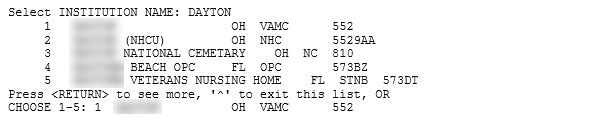 Select INSTITUTION NAME: DAYTON
1 OH VAMC 552
2 (NHCU) OH NHC 5529AA
3 NATIONAL CEMETARY OH NC 810
4 BEACH OPC FL OPC 573BZ
5 VETERANS NURSING HOME FL STNB 573DT
Press <RETURN> to see more, '^' to exit this list, OR
CHOOSE 1-5: 1 OH VAMC 552